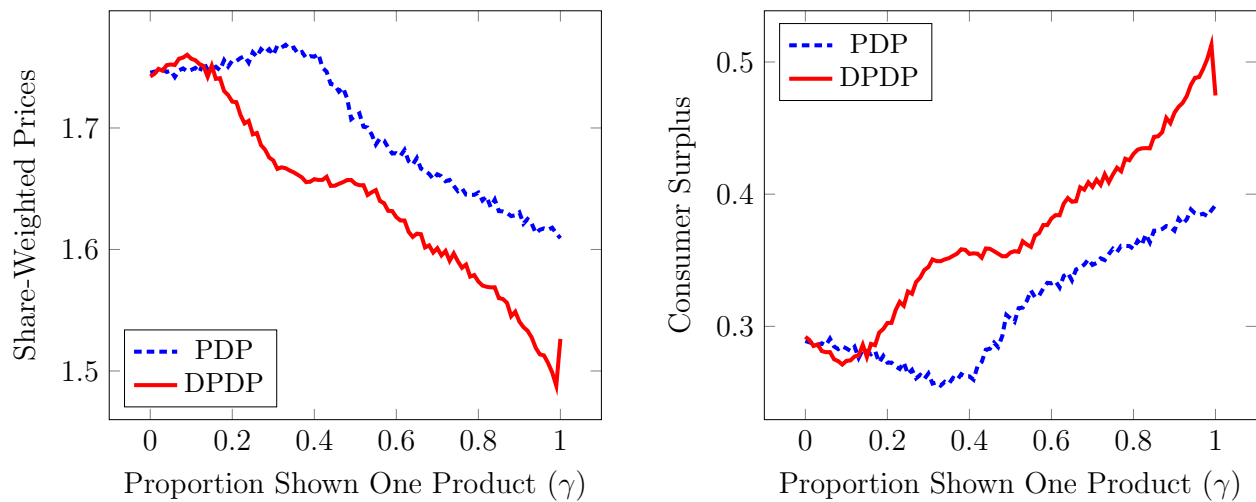 Share-Weighted Prices
1.7
1.6
1.5
PDP
DPDP
0 0.2 0.4 0.6 0.8 1
Proportion Shown One Product (γ)
Consumer Surplus
0.5
0.4
0.3
PDP
DPDP
0 0.2 0.4 0.6 0.8 1
Proportion Shown One Product (γ)